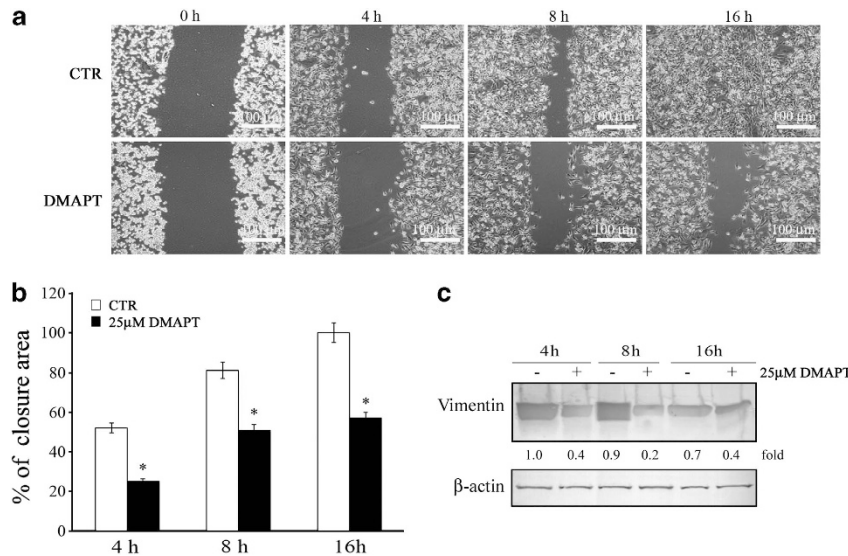 a
0 h 4 h 8 h 16 h
CTR
100 µm 100 µm 100 µm 100 µm
DMAPT
100 µm 100 µm 100 µm 100 µm
b
% of closure area
120
100
80
60
40
20
0
CTR
25µM DMAPT
* * *
4 h 8 h 16h
c
4h 8h 16h
- + - + - + 25µM DMAPT
Vimentin
1.0 0.4 0.9 0.2 0.7 0.4 fold
β-actin